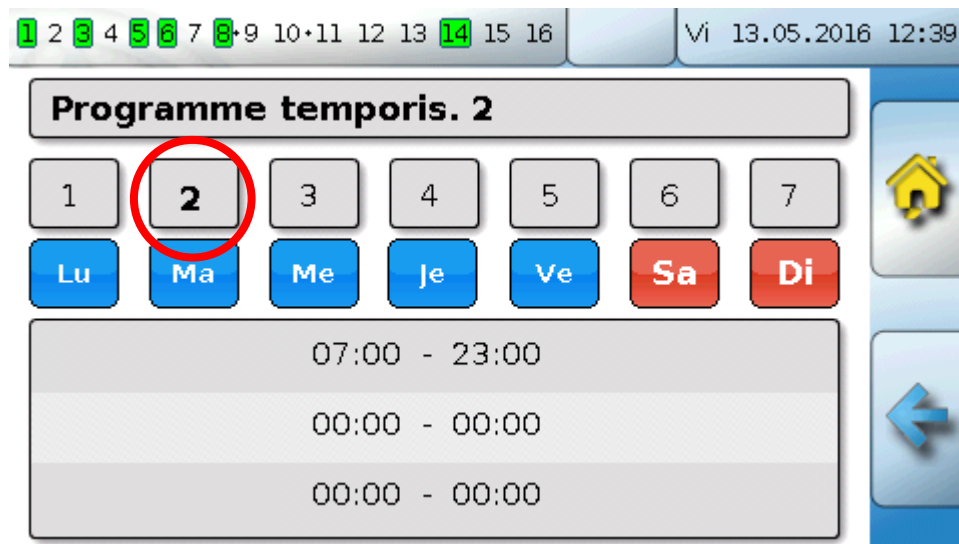 1 2 3 4 5 6 7 8•9 10•11 12 13 14 15 16 Vi 13.05.2016 12:39
Programme temporis. 2
1 2 3 4 5 6 7
Lu Ma Me Je Ve Sa Di
07:00 - 23:00
00:00 - 00:00
00:00 - 00:00